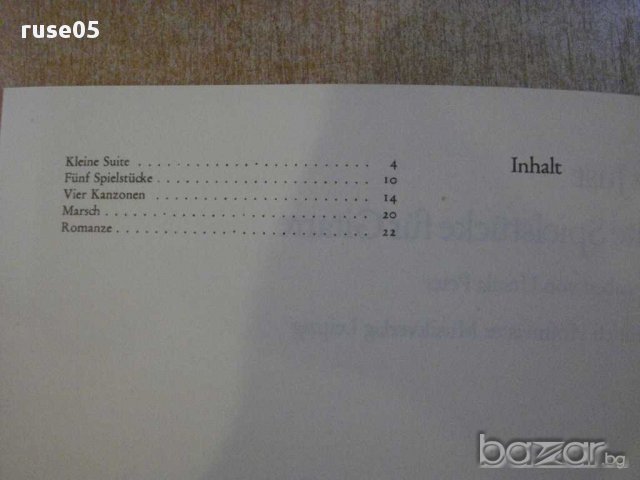 ruse05
Inhalt
Kleine Suite . . . . . . . . . . . . . . . . . . 4
Fünf Spielstücke . . . . . . . . . . . . . . . . 10
Vier Kanzonen . . . . . . . . . . . . . . . . . 14
Marsch . . . . . . . . . . . . . . . . . . . . . 20
Romanze . . . . . . . . . . . . . . . . . . . . 22
bazar.bg